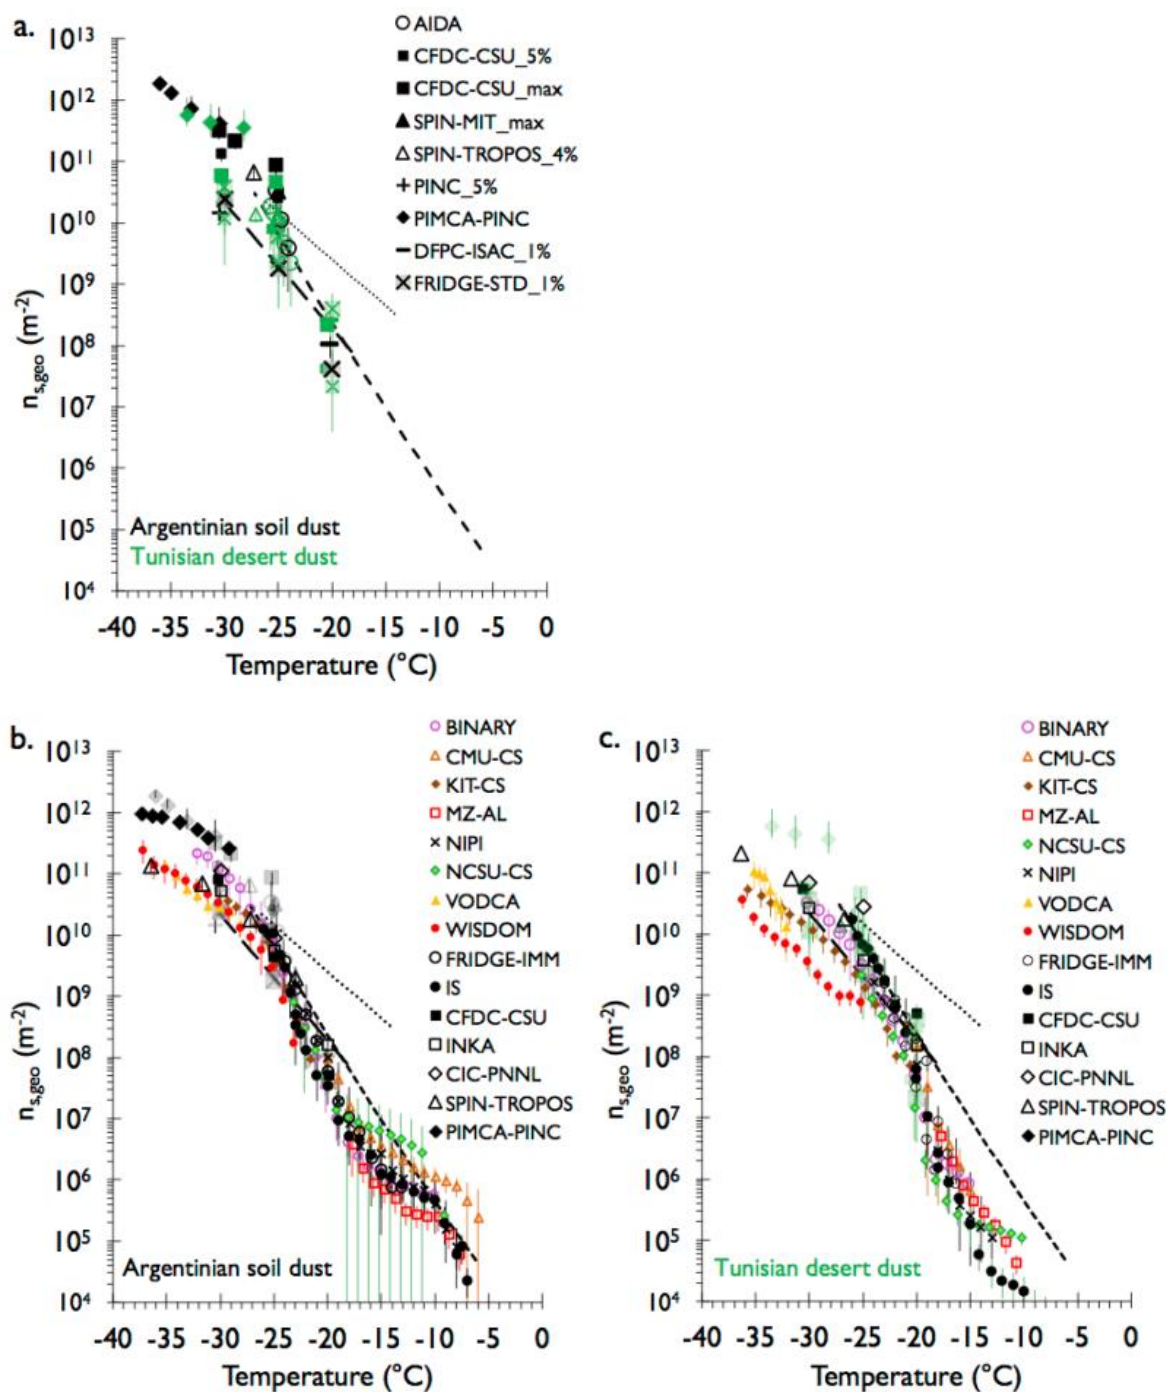 a.
10^13
10^12
10^11
10^10
10^9
10^8
10^7
10^6
10^5
10^4
n_s,geo (m^-2)
AIDA
CFDC-CSU_5%
CFDC-CSU_max
SPIN-MIT_max
SPIN-TROPOS_4%
PINC_5%
PIMCA-PINC
DFPC-ISAC_1%
FRIDGE-STD_1%
Argentinian soil dust
Tunisian desert dust
-40 -35 -30 -25 -20 -15 -10 -5 0
Temperature (°C)
b.
10^13
10^12
10^11
10^10
10^9
10^8
10^7
10^6
10^5
10^4
n_s,geo (m^-2)
BINARY
CMU-CS
KIT-CS
MZ-AL
NIPI
NCSU-CS
VODCA
WISDOM
FRIDGE-IMM
IS
CFDC-CSU
INKA
CIC-PNNL
SPIN-TROPOS
PIMCA-PINC
Argentinian soil dust
-40 -35 -30 -25 -20 -15 -10 -5 0
Temperature (°C)
c.
10^13
10^12
10^11
10^10
10^9
10^8
10^7
10^6
10^5
10^4
n_s,geo (m^-2)
BINARY
CMU-CS
KIT-CS
MZ-AL
NCSU-CS
NIPI
VODCA
WISDOM
FRIDGE-IMM
IS
CFDC-CSU
INKA
CIC-PNNL
SPIN-TROPOS
PIMCA-PINC
Tunisian desert dust
-40 -35 -30 -25 -20 -15 -10 -5 0
Temperature (°C)